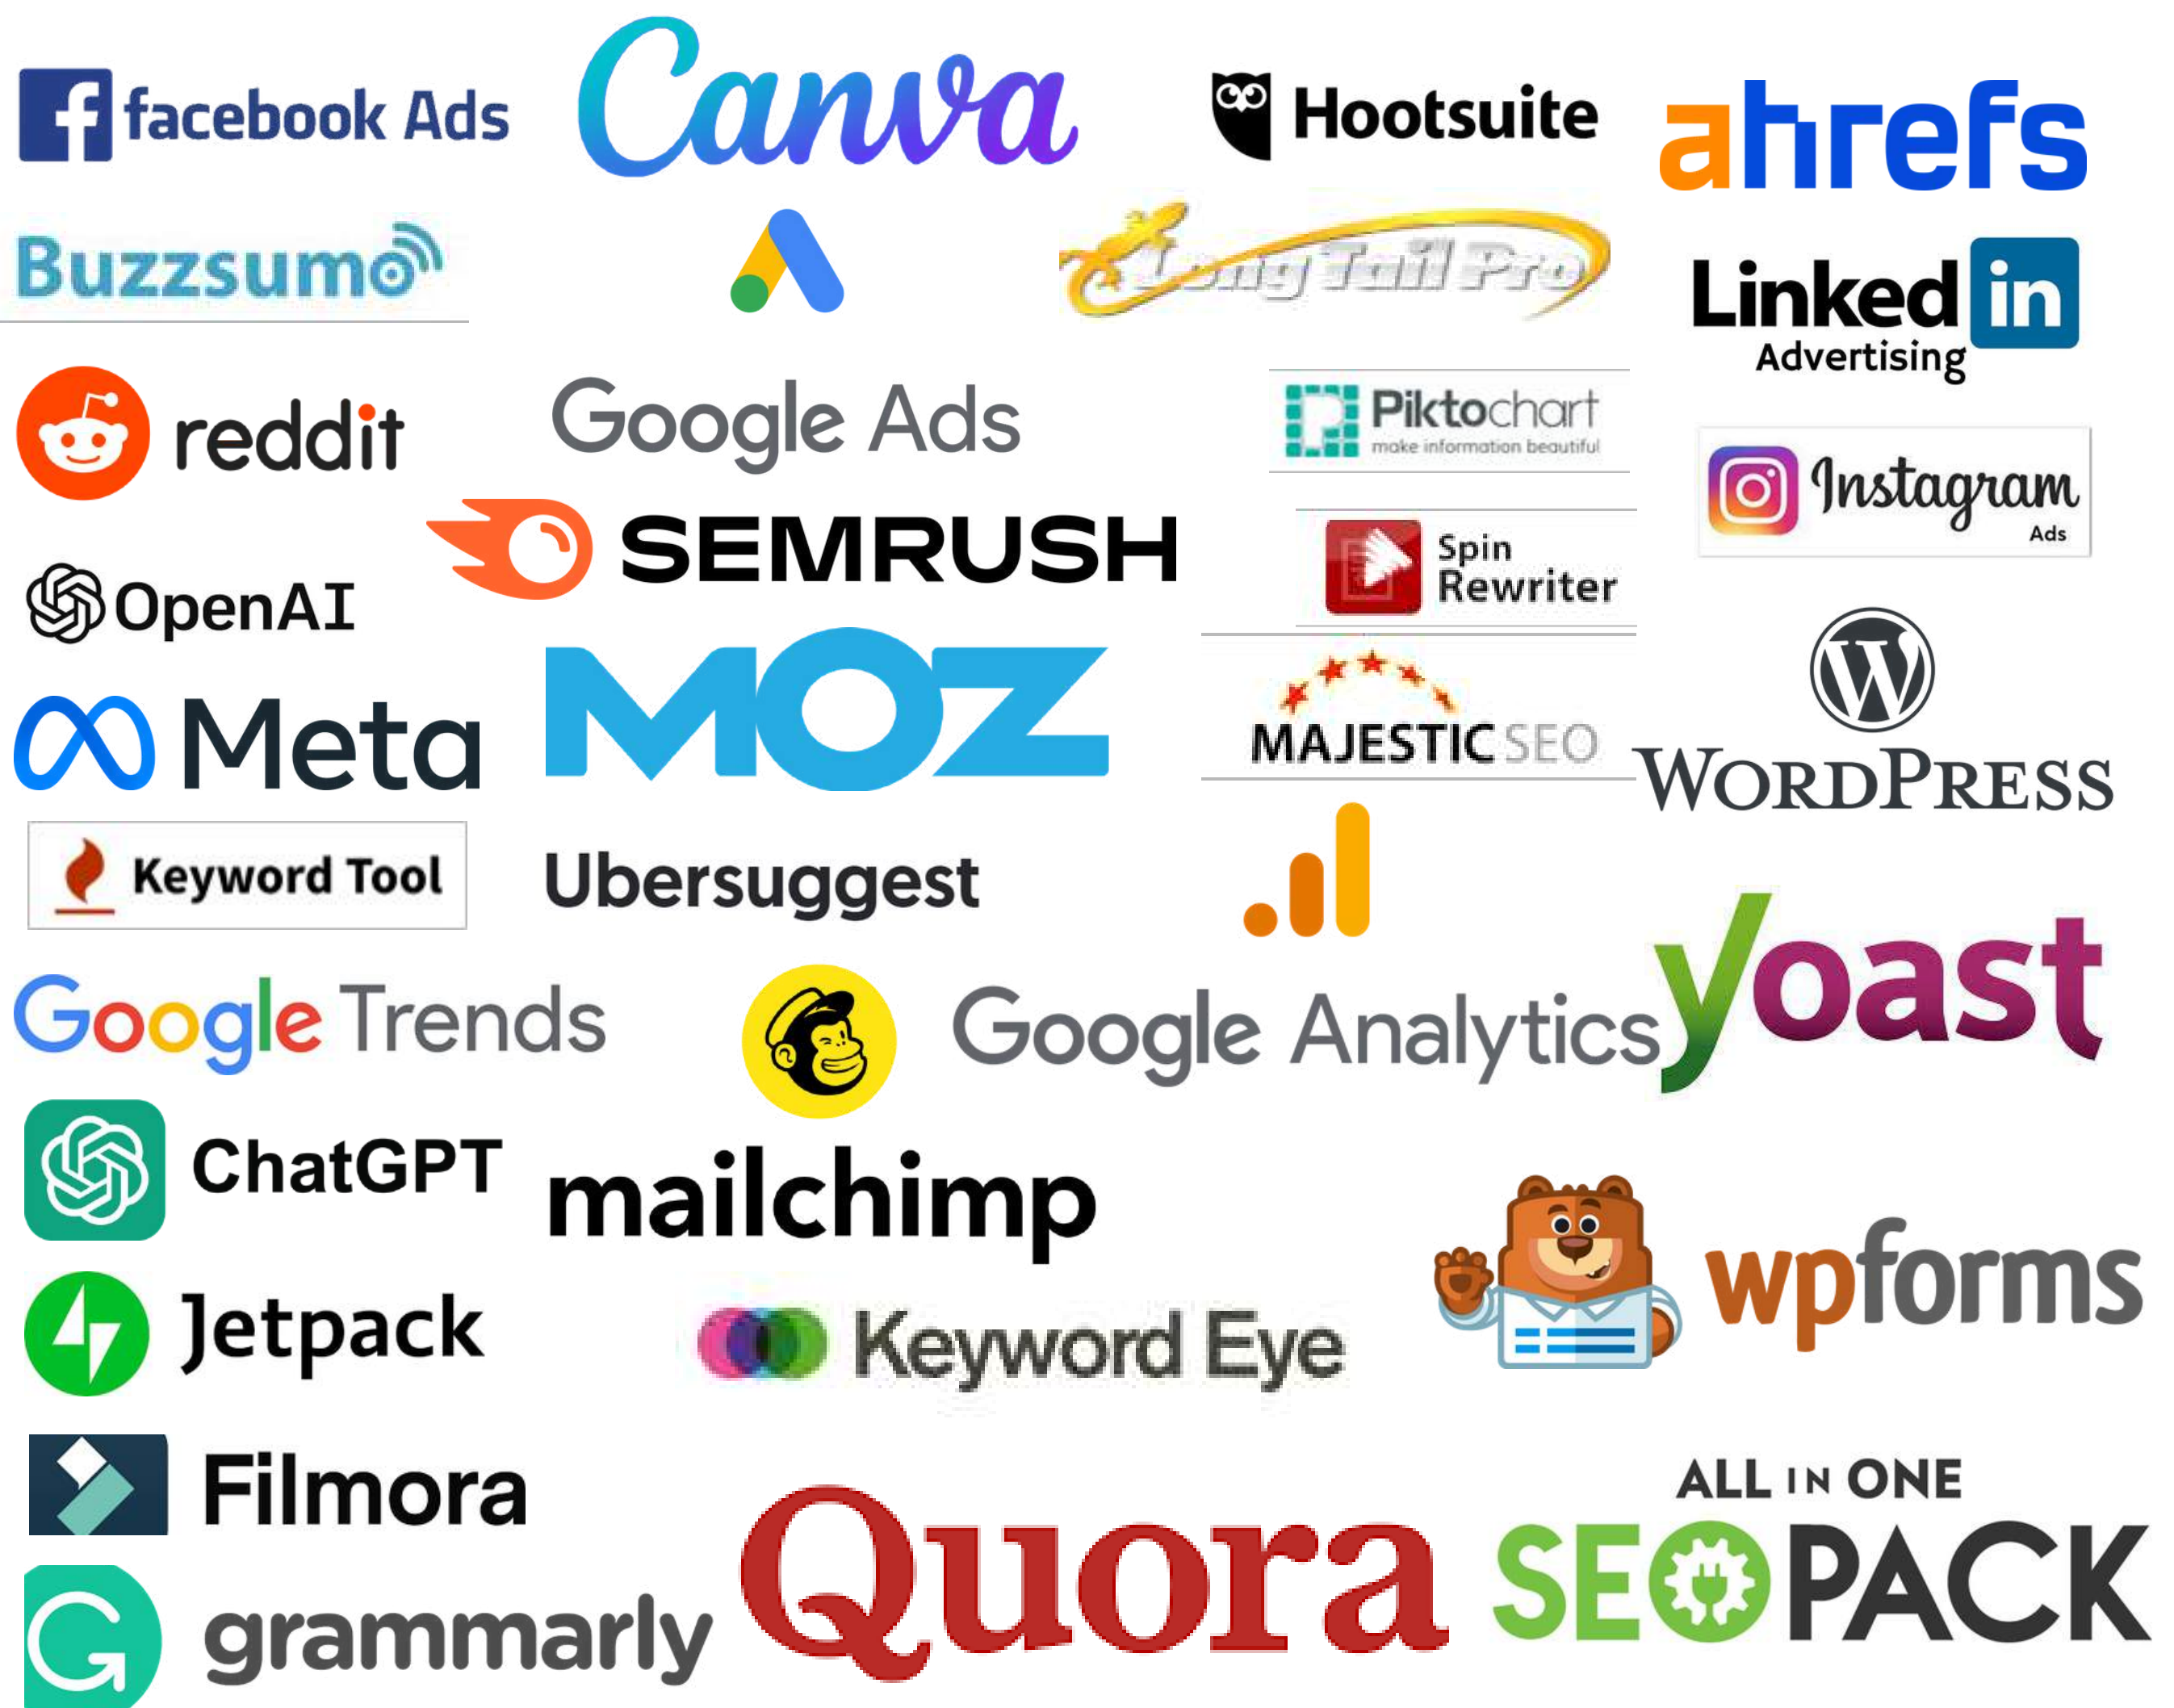 facebook Ads
Canva
Hootsuite
ahrefs
Buzzsumo
Long Tail Pro
Linked in
Advertising
reddit
Google Ads
Piktochart
make information beautiful
Instagram
Ads
SEMRUSH
Spin
Rewriter
OpenAI
Meta
MOZ
MAJESTIC SEO
WORDPRESS
Keyword Tool
Ubersuggest
Google Trends
Google Analytics
yoast
ChatGPT
mailchimp
wpforms
Jetpack
Keyword Eye
Filmora
Quora
ALL IN ONE
SEO PACK
grammarly